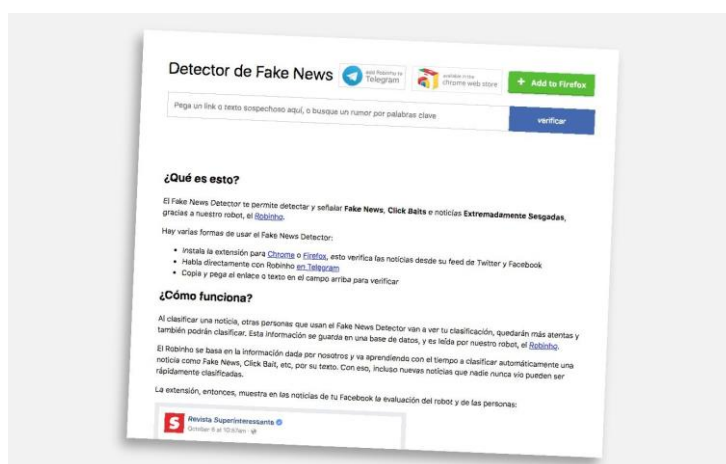 Detector de Fake News
add Robinho to
Telegram
available in the
chrome web store
+ Add to Firefox
Pega un link o texto sospechoso aquí, o busque un rumor por palabras clave
verificar
¿Qué es esto?
El Fake News Detector te permite detectar y señalar Fake News, Click Baits e noticias Extremadamente Sesgadas,
gracias a nuestro robot, el Robinho.
Hay varias formas de usar el Fake News Detector:
• Instala la extensión para Chrome o Firefox, esto verifica las noticias desde su feed de Twitter y Facebook
• Habla directamente con Robinho en Telegram
• Copia y pega el enlace o texto en el campo arriba para verificar
¿Cómo funciona?
Al clasificar una noticia, otras personas que usan el Fake News Detector van a ver tu clasificación, quedarán más atentas y
también podrán clasificar. Esta información se guarda en una base de datos, y es leída por nuestro robot, el Robinho.
El Robinho se basa en la información dada por nosotros y va aprendiendo con el tiempo a clasificar automáticamente una
noticia como Fake News, Click Bait, etc, por su texto. Con eso, incluso nuevas noticias que nadie nunca vio pueden ser
rápidamente clasificadas.
La extensión, entonces, muestra en las noticias de tu Facebook la evaluación del robot y de las personas:
S
Revista Superinteressante
October 6 at 10:51am